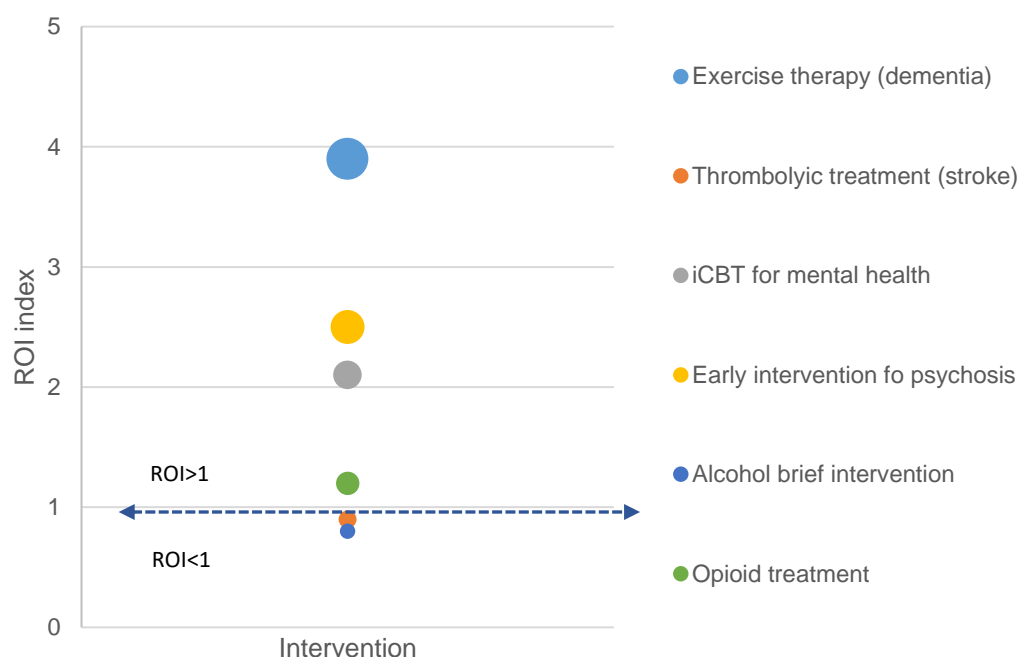 5
4
3
2
1
0
ROI index
ROI>1
ROI<1
Intervention
Exercise therapy (dementia)
Thrombolyic treatment (stroke)
iCBT for mental health
Early intervention fo psychosis
Alcohol brief intervention
Opioid treatment